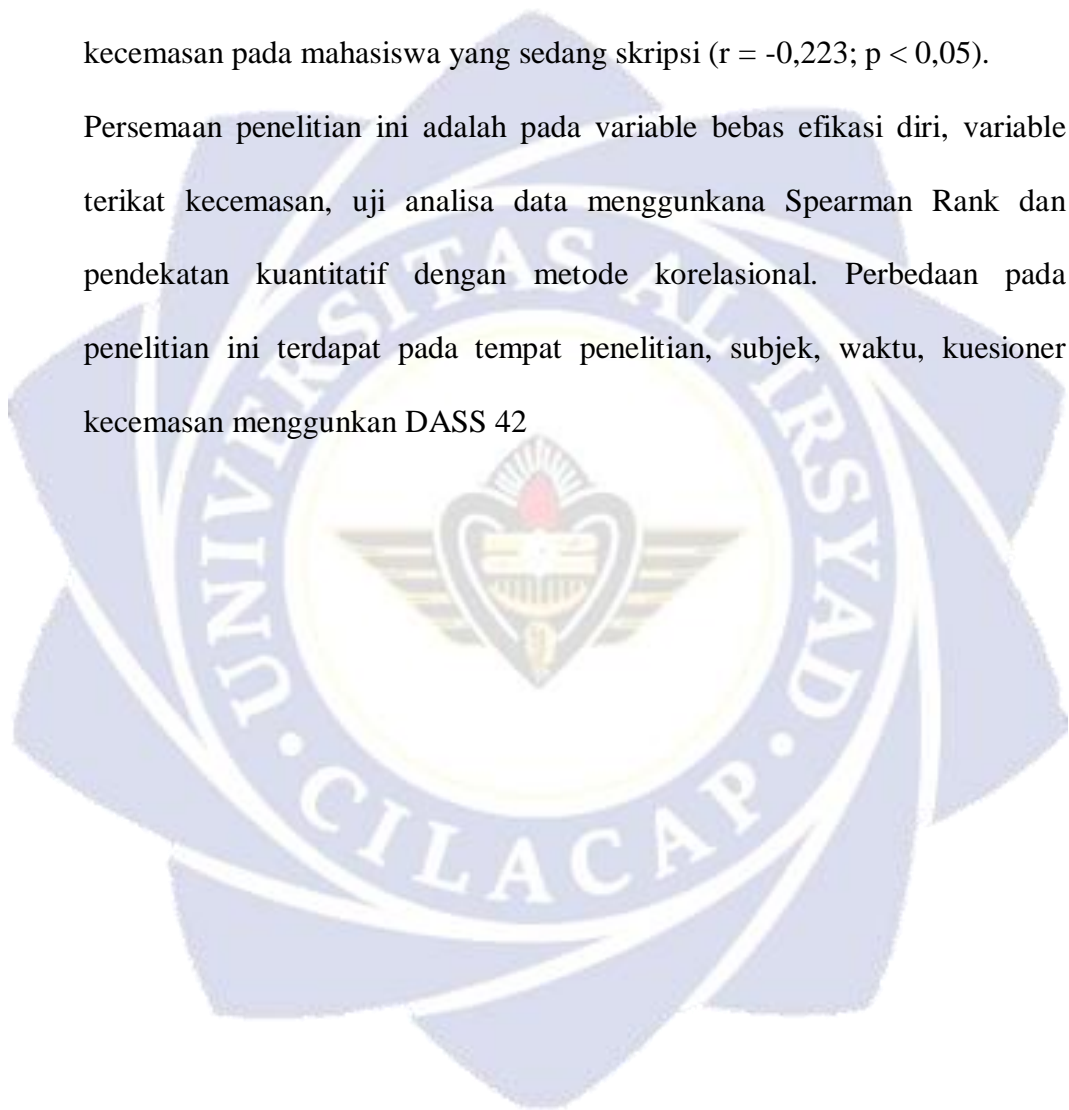 kecemasan pada mahasiswa yang sedang skripsi (r = -0,223; p < 0,05).
Persemaan penelitian ini adalah pada variable bebas efikasi diri, variable
terikat kecemasan, uji analisa data menggunkana Spearman Rank dan
pendekatan kuantitatif dengan metode korelasional. Perbedaan pada
penelitian ini terdapat pada tempat penelitian, subjek, waktu, kuesioner
kecemasan menggunkan DASS 42
UNIVERSITAS AL-IRSYAD
CILACAP